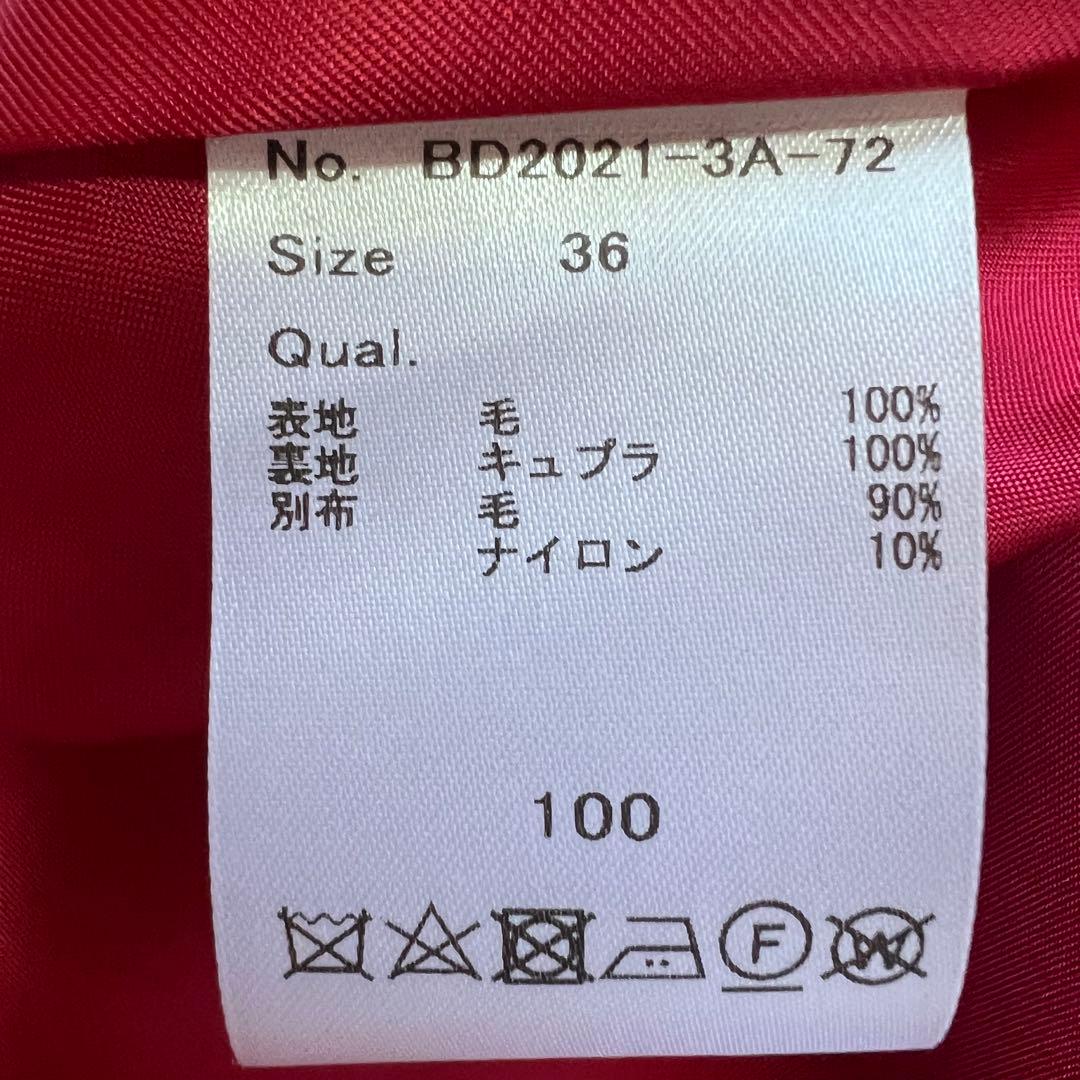 No. BD2021-3A-72
Size 36
Qual.
表地 毛 100%
裏地 キュプラ 100%
別布 毛 90%
ナイロン 10%
100
F W